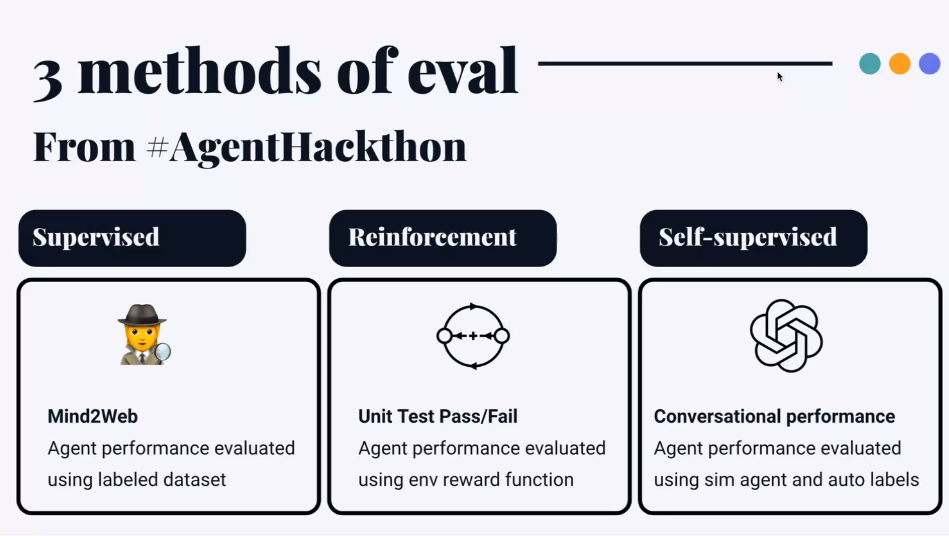 3 methods of eval
From #AgentHackthon
Supervised
Mind2Web
Agent performance evaluated
using labeled dataset
Reinforcement
Unit Test Pass/Fail
Agent performance evaluated
using env reward function
Self-supervised
Conversational performance
Agent performance evaluated
using sim agent and auto labels